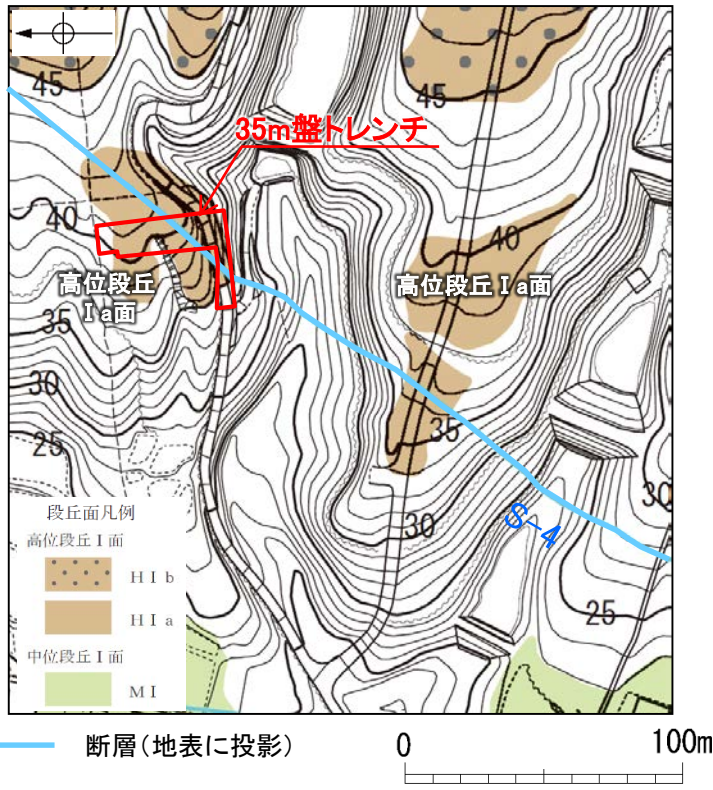 45
45
35m盤トレンチ
40
40
高位段丘
Ⅰa面
高位段丘Ⅰa面
35
30
35
25
S-4
30
30
25
段丘面凡例
高位段丘Ⅰ面
HⅠb
HⅠa
中位段丘Ⅰ面
MⅠ
断層(地表に投影)
0
100m